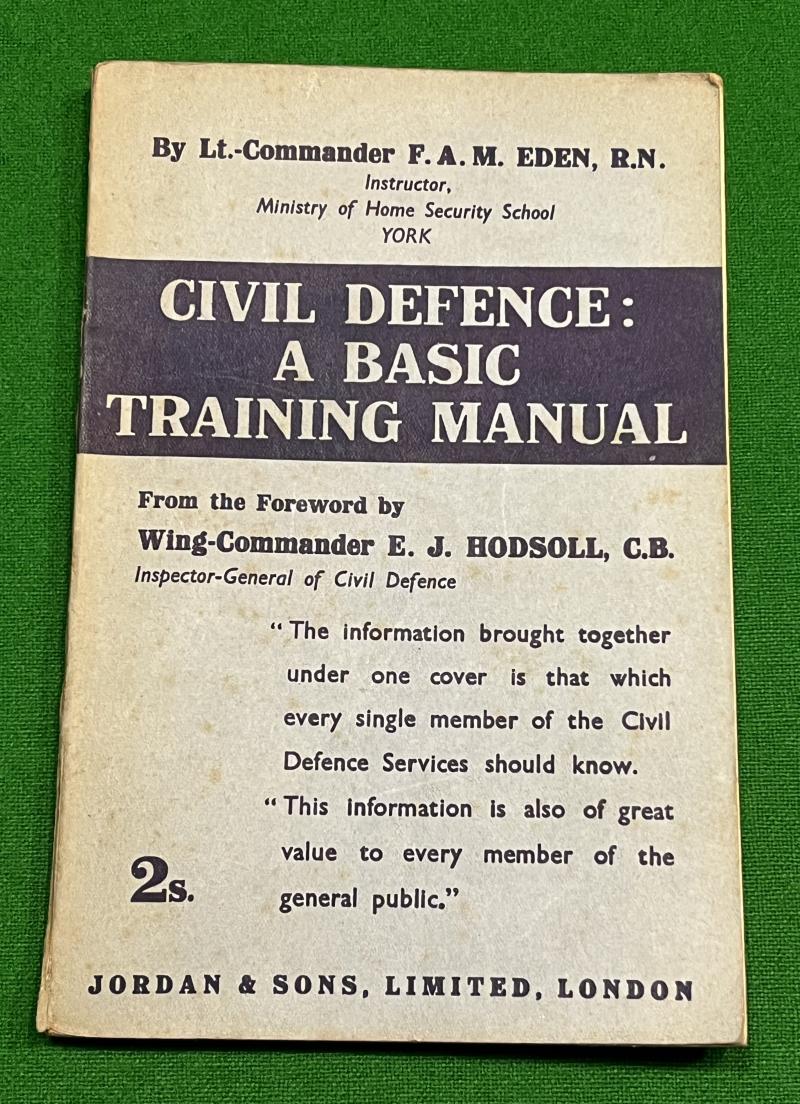 By Lt.-Commander F. A. M. EDEN, R.N.
Instructor,
Ministry of Home Security School
YORK
CIVIL DEFENCE:
A BASIC
TRAINING MANUAL
From the Foreword by
Wing-Commander E. J. HODSOLL, C.B.
Inspector-General of Civil Defence
“The information brought together
under one cover is that which
every single member of the Civil
Defence Services should know.
“This information is also of great
value to every member of the
general public.”
2s.
JORDAN & SONS, LIMITED, LONDON